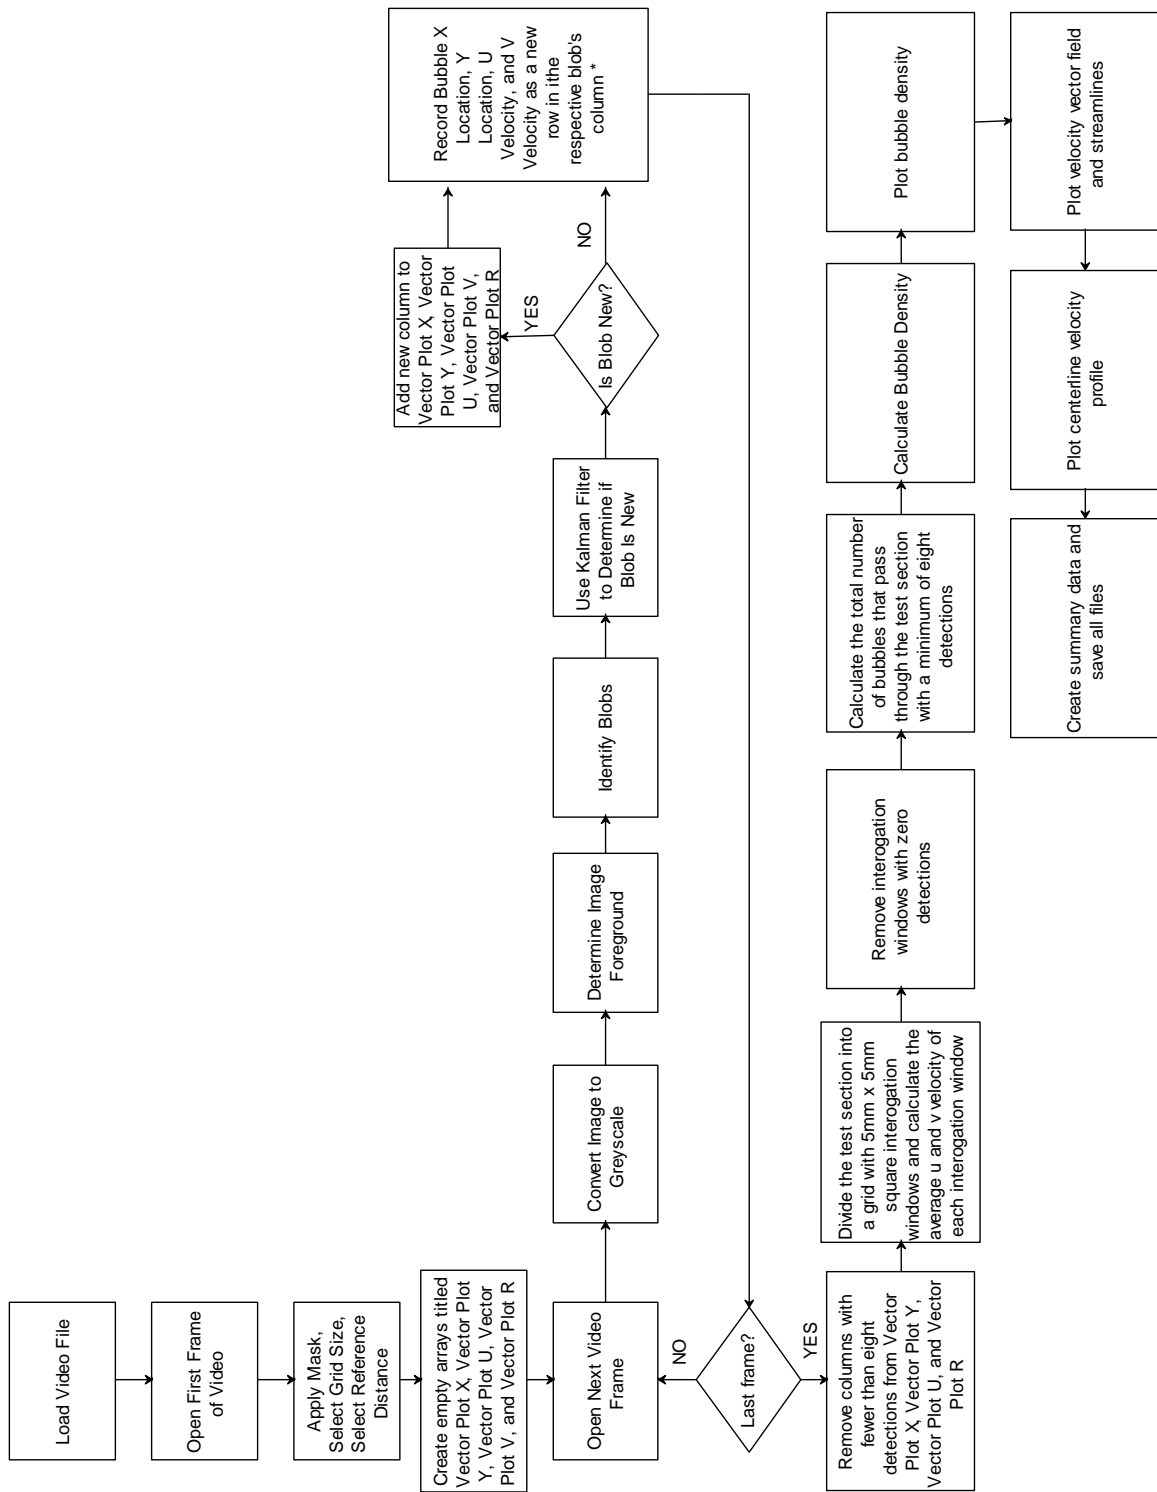 Load Video File
Open First Frame
of Video
Apply Mask,
Select Grid Size,
Select Reference
Distance
Create empty arrays titled
Vector Plot X, Vector Plot
Y, Vector Plot U, Vector
Plot V, and Vector Plot R
Open Next Video
Frame
Convert Image to
Greyscale
Determine Image
Foreground
Identify Blobs
Use Kalman Filter
to Determine if
Blob Is New
Is Blob New?
YES
NO
Add new column to
Vector Plot X, Vector
Plot Y, Vector Plot
U, Vector Plot V,
and Vector Plot R
Record Bubble X
Location, Y
Location, U
Velocity, and V
Velocity as a new
row in ithe
respective blob's
column *
Last frame?
NO
YES
Remove columns with
fewer than eight
detections from Vector
Plot X, Vector Plot Y,
Vector Plot U, and Vector
Plot R
Divide the test section into
a grid with 5mm x 5mm
square interogation
windows and calculate the
average u and v velocity of
each interogation window
Remove interogation
windows with zero
detections
Calculate the total number
of bubbles that pass
through the test section
with a minimum of eight
detections
Calculate Bubble Density
Plot bubble density
Plot velocity vector field
and streamlines
Plot centerline velocity
profile
Create summary data and
save all files